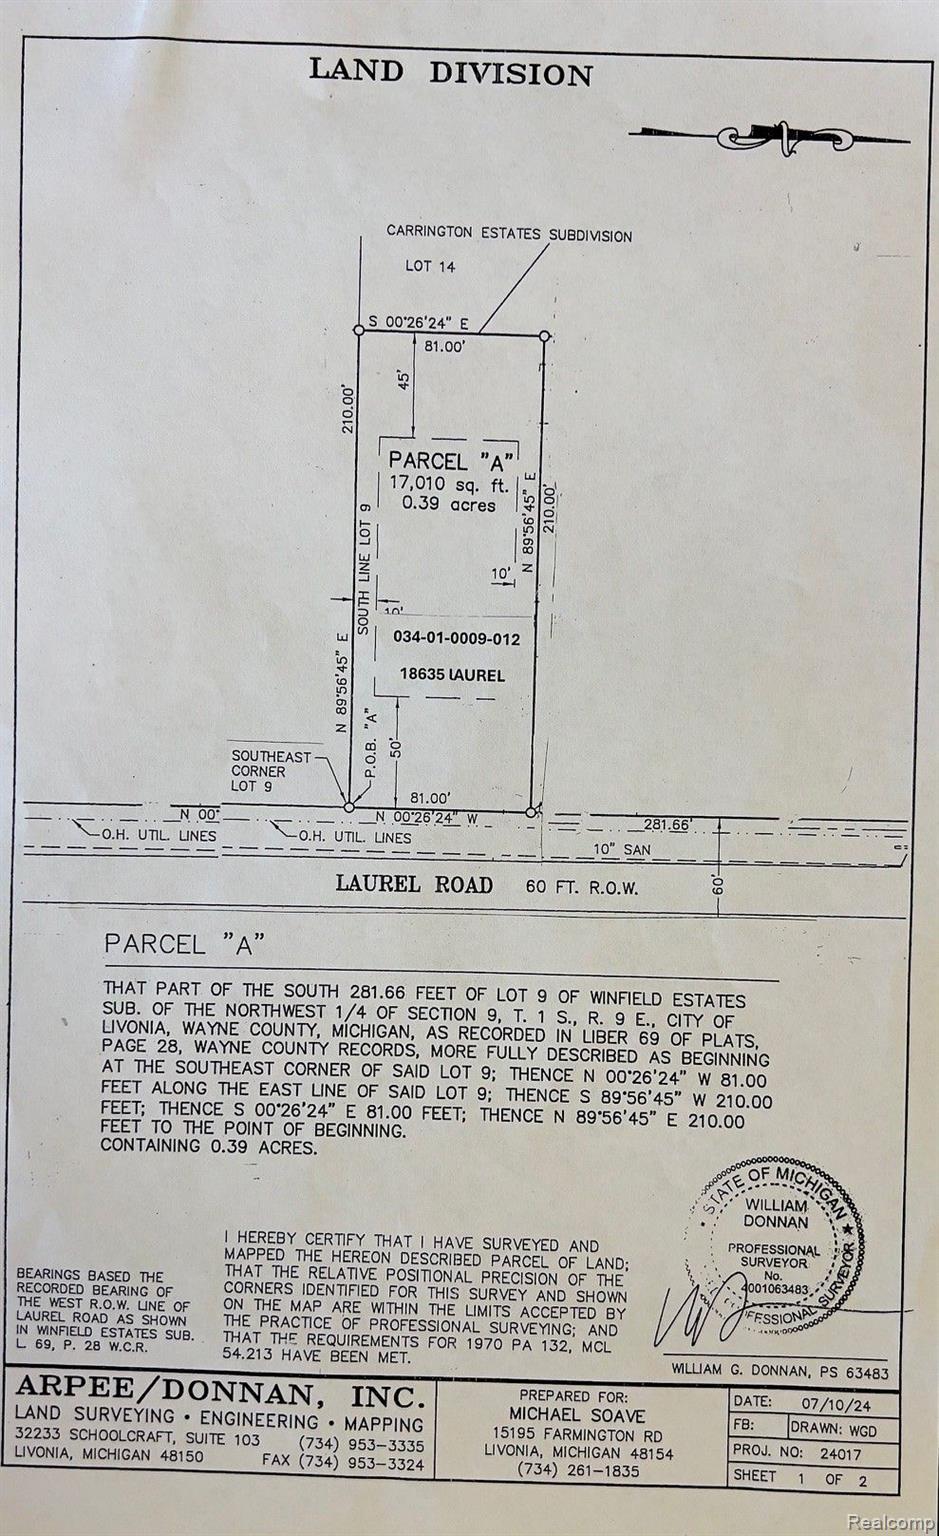 LAND DIVISION
N
CARRINGTON ESTATES SUBDIVISION
LOT 14
S 00°26'24" E
81.00'
45'
210.00'
PARCEL "A"
17,010 sq. ft.
0.39 acres
SOUTH LINE LOT 9
N 89°56'45" E
210.00'
10'
10'
034-01-0009-012
18635 LAUREL
N 89°56'45" E
P.O.B. "A"
50'
SOUTHEAST
CORNER
LOT 9
81.00'
N 00°
N 00°26'24" W
281.66'
O.H. UTIL. LINES
O.H. UTIL. LINES
10" SAN
LAUREL ROAD 60 FT. R.O.W.
60'
PARCEL "A"
THAT PART OF THE SOUTH 281.66 FEET OF LOT 9 OF WINFIELD ESTATES
SUB. OF THE NORTHWEST 1/4 OF SECTION 9, T. 1 S., R. 9 E., CITY OF
LIVONIA, WAYNE COUNTY, MICHIGAN, AS RECORDED IN LIBER 69 OF PLATS,
PAGE 28, WAYNE COUNTY RECORDS, MORE FULLY DESCRIBED AS BEGINNING
AT THE SOUTHEAST CORNER OF SAID LOT 9; THENCE N 00°26'24" W 81.00
FEET ALONG THE EAST LINE OF SAID LOT 9; THENCE S 89°56'45" W 210.00
FEET; THENCE S 00°26'24" E 81.00 FEET; THENCE N 89°56'45" E 210.00
FEET TO THE POINT OF BEGINNING.
CONTAINING 0.39 ACRES.
BEARINGS BASED THE
RECORDED BEARING OF
THE WEST R.O.W. LINE OF
LAUREL ROAD AS SHOWN
IN WINFIELD ESTATES SUB.
L 69, P. 28 W.C.R.
I HEREBY CERTIFY THAT I HAVE SURVEYED AND
MAPPED THE HEREON DESCRIBED PARCEL OF LAND;
THAT THE RELATIVE POSITIONAL PRECISION OF THE
CORNERS IDENTIFIED FOR THIS SURVEY AND SHOWN
ON THE MAP ARE WITHIN THE LIMITS ACCEPTED BY
THE PRACTICE OF PROFESSIONAL SURVEYING; AND
THAT THE REQUIREMENTS FOR 1970 PA 132, MCL
54.213 HAVE BEEN MET.
STATE OF MICHIGAN
WILLIAM
DONNAN
PROFESSIONAL
SURVEYOR
No.
4001063483
PROFESSIONAL SURVEYOR
WILLIAM G. DONNAN, PS 63483
ARPEE/DONNAN, INC.
LAND SURVEYING • ENGINEERING • MAPPING
32233 SCHOOLCRAFT, SUITE 103 (734) 953-3335
LIVONIA, MICHIGAN 48150 FAX (734) 953-3324
PREPARED FOR:
MICHAEL SOAVE
15195 FARMINGTON RD
LIVONIA, MICHIGAN 48154
(734) 261-1835
DATE: 07/10/24
FB: DRAWN: WGD
PROJ. NO: 24017
SHEET 1 OF 2
Realcomp